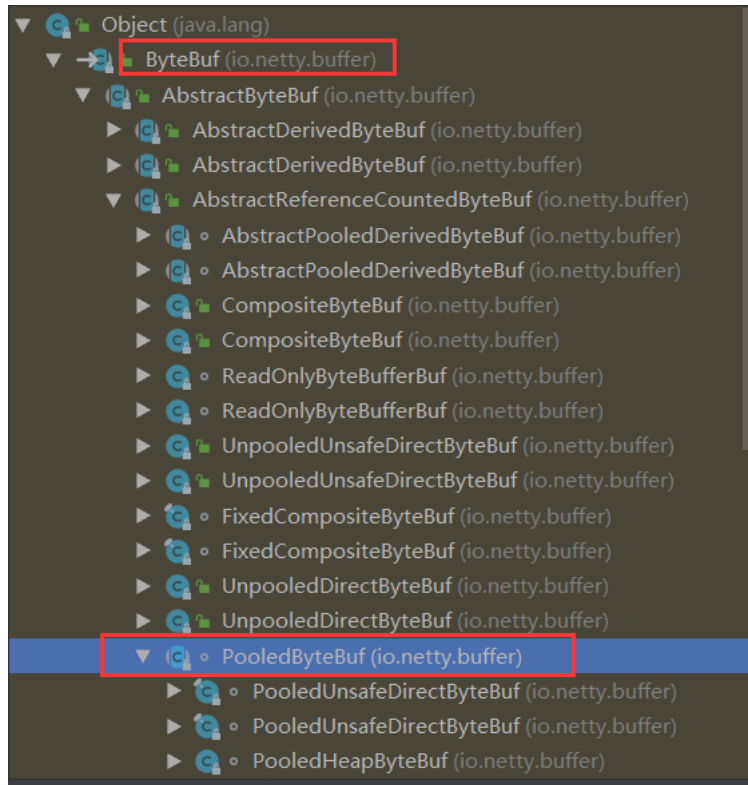 Object (java.lang)
ByteBuf (io.netty.buffer)
AbstractByteBuf (io.netty.buffer)
AbstractDerivedByteBuf (io.netty.buffer)
AbstractDerivedByteBuf (io.netty.buffer)
AbstractReferenceCountedByteBuf (io.netty.buffer)
AbstractPooledDerivedByteBuf (io.netty.buffer)
AbstractPooledDerivedByteBuf (io.netty.buffer)
CompositeByteBuf (io.netty.buffer)
CompositeByteBuf (io.netty.buffer)
ReadOnlyByteBufferBuf (io.netty.buffer)
ReadOnlyByteBufferBuf (io.netty.buffer)
UnpooledUnsafeDirectByteBuf (io.netty.buffer)
UnpooledUnsafeDirectByteBuf (io.netty.buffer)
FixedCompositeByteBuf (io.netty.buffer)
FixedCompositeByteBuf (io.netty.buffer)
UnpooledDirectByteBuf (io.netty.buffer)
UnpooledDirectByteBuf (io.netty.buffer)
PooledByteBuf (io.netty.buffer)
PooledUnsafeDirectByteBuf (io.netty.buffer)
PooledUnsafeDirectByteBuf (io.netty.buffer)
PooledHeapByteBuf (io.netty.buffer)